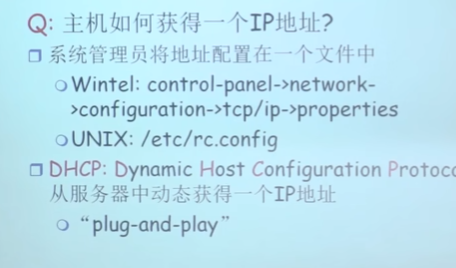 Q: 主机如何获得一个IP地址?
系统管理员将地址配置在一个文件中
Wintel: control-panel->network-
>configuration->tcp/ip->properties
UNIX: /etc/rc.config
DHCP: Dynamic Host Configuration Protoco
从服务器中动态获得一个IP地址
“plug-and-play”